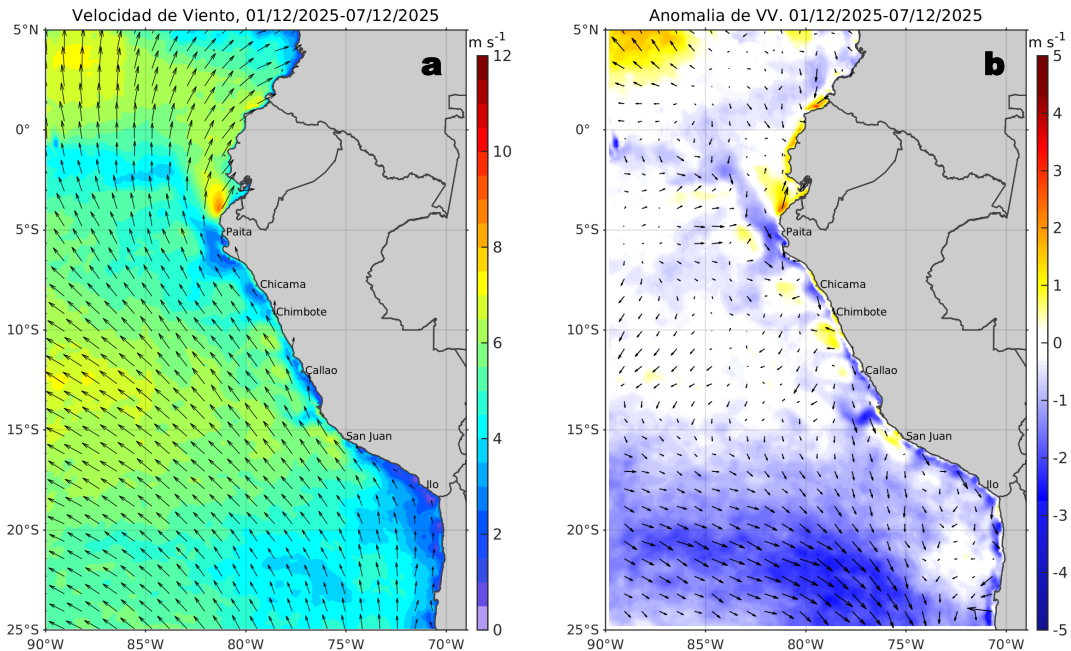 Velocidad de Viento, 01/12/2025-07/12/2025
5°N
0°
5°S
10°S
15°S
20°S
25°S
90°W
85°W
80°W
75°W
70°W
a
Paita
Chicama
Chimbote
Callao
San Juan
Ilo
m s⁻¹
12
10
8
6
4
2
0
Anomalia de VV. 01/12/2025-07/12/2025
5°N
0°
5°S
10°S
15°S
20°S
25°S
90°W
85°W
80°W
75°W
70°W
b
Paita
Chicama
Chimbote
Callao
San Juan
Ilo
m s⁻¹
5
4
3
2
1
0
-1
-2
-3
-4
-5